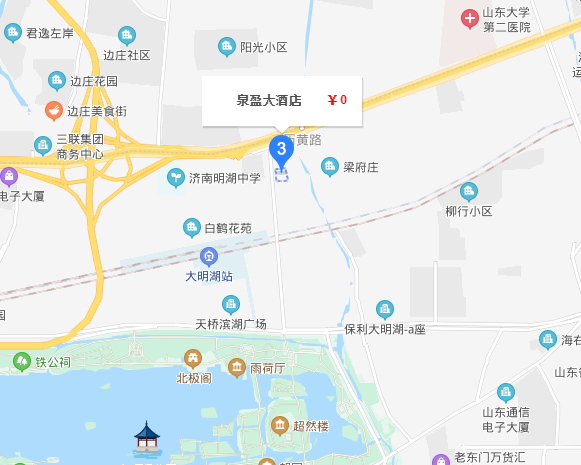 山东大学
第二医院
君逸左岸
边庄社区
阳光小区
边庄花园
泉盈大酒店 ￥0
边庄美食街
三联集团
商务中心
黄路
3
梁府庄
济南明湖中学
电子大厦
柳行小区
白鹤花苑
大明湖站
天桥滨湖广场
保利大明湖-a座
海右
铁公祠
雨荷厅
北极阁
山东
山东通信
电子大厦
超然楼
老东门万货汇